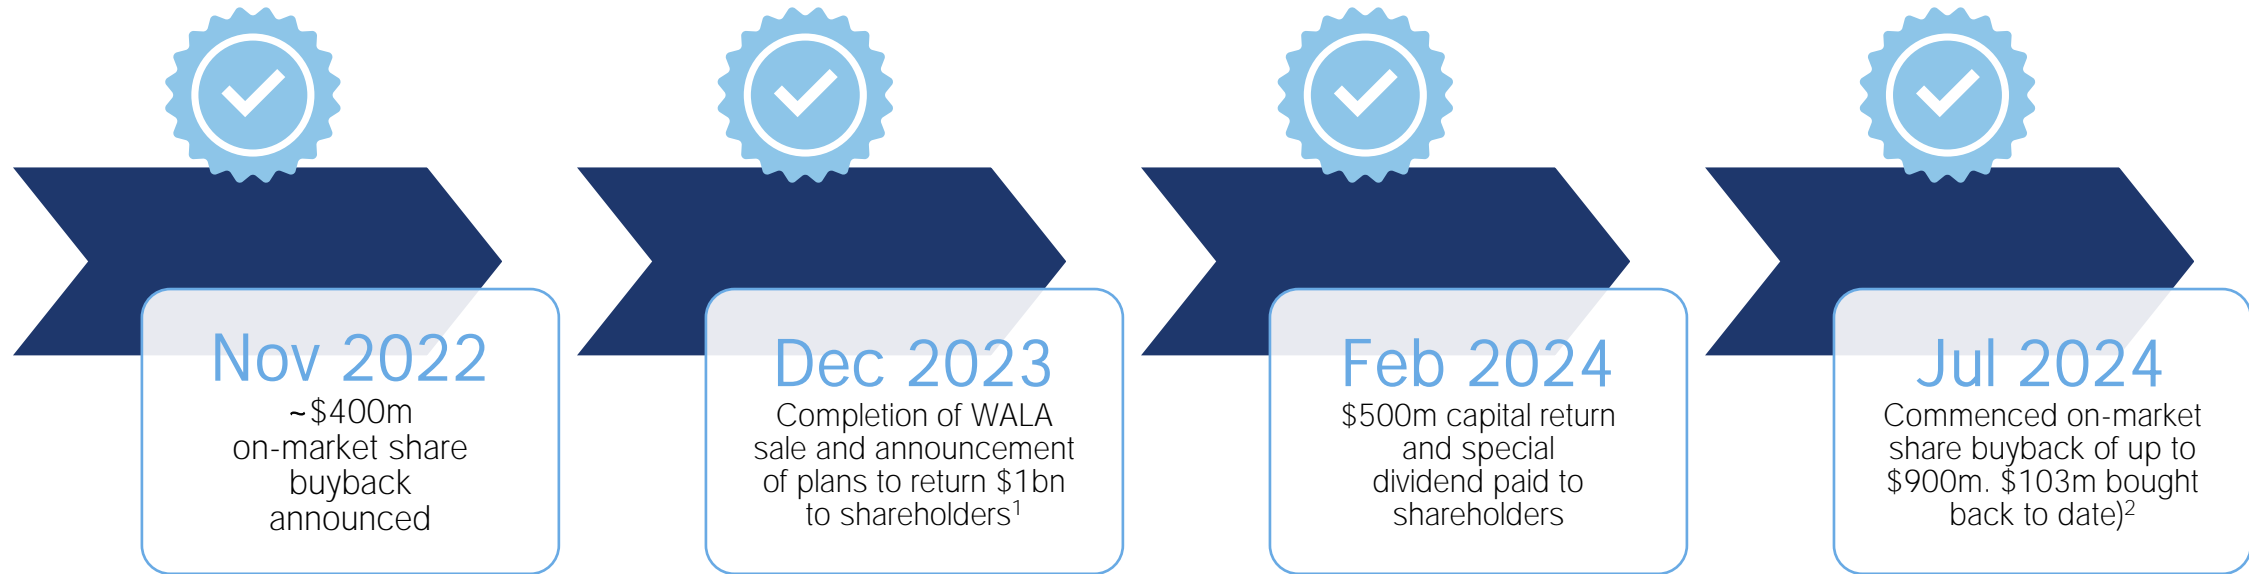 Nov 2022
~$400m
on-market share
buyback
announced
Dec 2023
Completion of WALA
sale and announcement
of plans to return $1bn
to shareholders¹
Feb 2024
$500m capital return
and special
dividend paid to
shareholders
Jul 2024
Commenced on-market
share buyback of up to
$900m. $103m bought
back to date)²